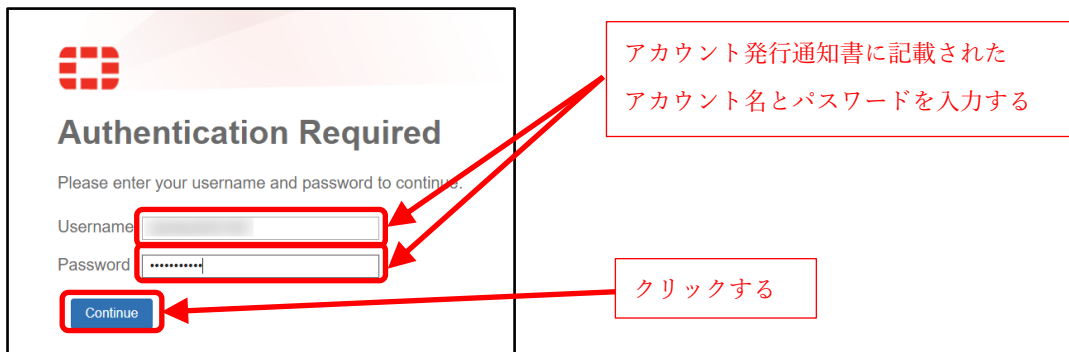 Authentication Required
Please enter your username and password to continue.
Username
Password •••••••••••
Continue
アカウント発行通知書に記載された
アカウント名とパスワードを入力する
クリックする